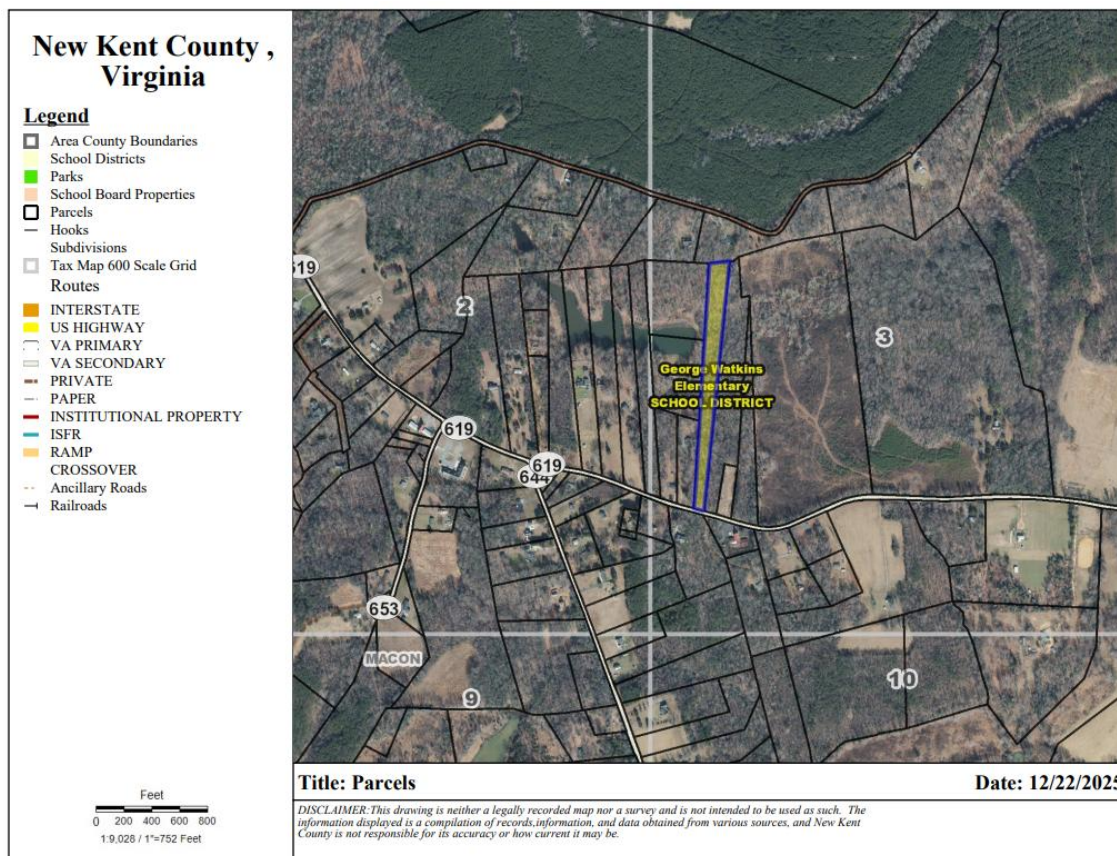 New Kent County ,
Virginia
Legend
Area County Boundaries
School Districts
Parks
School Board Properties
Parcels
Hooks
Subdivisions
Tax Map 600 Scale Grid
Routes
INTERSTATE
US HIGHWAY
VA PRIMARY
VA SECONDARY
PRIVATE
PAPER
INSTITUTIONAL PROPERTY
ISFR
RAMP
CROSSOVER
Ancillary Roads
Railroads
Feet
0 200 400 600 800
1:9,028 / 1"=752 Feet
619
2
3
George Watkins
Elementary
SCHOOL DISTRICT
619
619
644
653
MACON
9
10
Title: Parcels
Date: 12/22/2025
DISCLAIMER:This drawing is neither a legally recorded map nor a survey and is not intended to be used as such. The
information displayed is a compilation of records,information, and data obtained from various sources, and New Kent
County is not responsible for its accuracy or how current it may be.